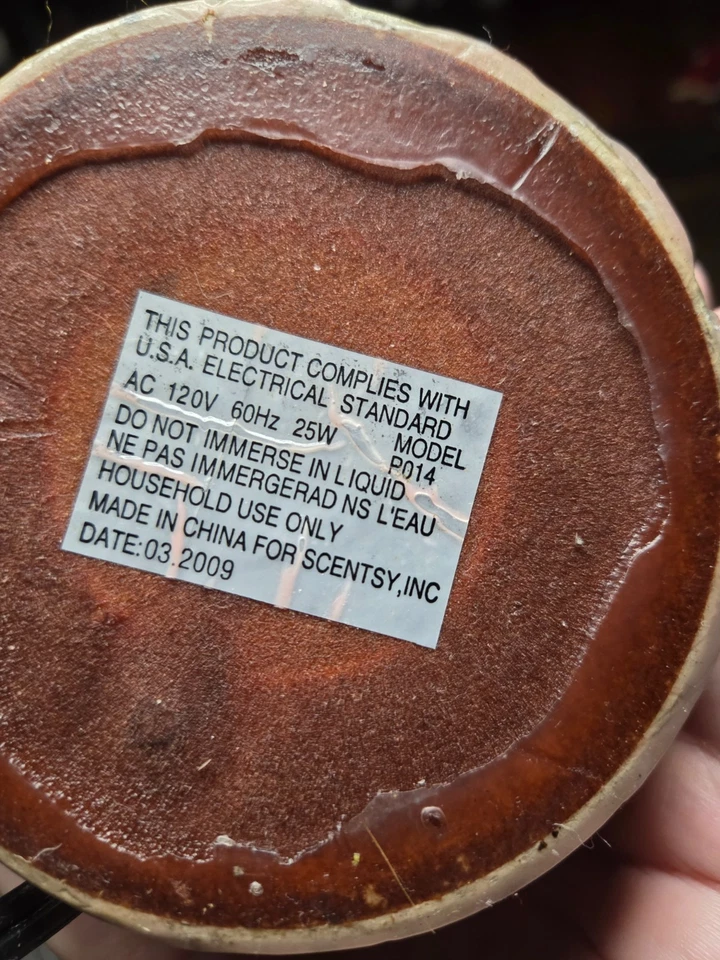 THIS PRODUCT COMPLIES WITH
U.S.A. ELECTRICAL STANDARD
AC 120V 60Hz 25W MODEL
P014
DO NOT IMMERSE IN LIQUID
NE PAS IMMERGERAD NS L'EAU
HOUSEHOLD USE ONLY
MADE IN CHINA FOR SCENTSY,INC
DATE:03.2009